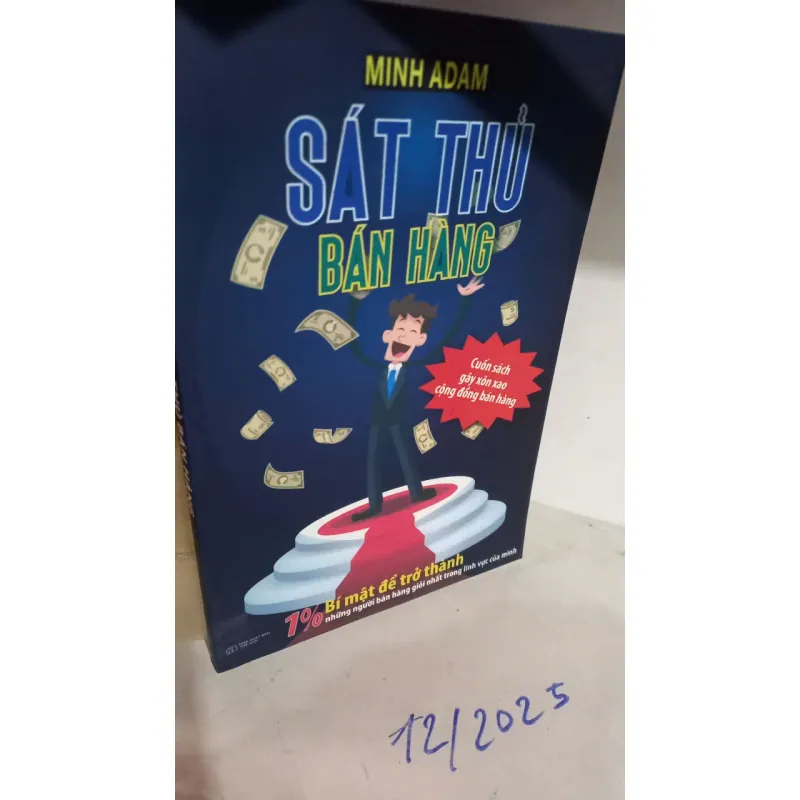 MINH ADAM
SÁT THỦ
BÁN HÀNG
Cuốn sách
gây xôn xao
cộng đồng bán hàng
Bí mật để trở thành
1% những người bán hàng giỏi nhất trong lĩnh vực của mình
12/2025